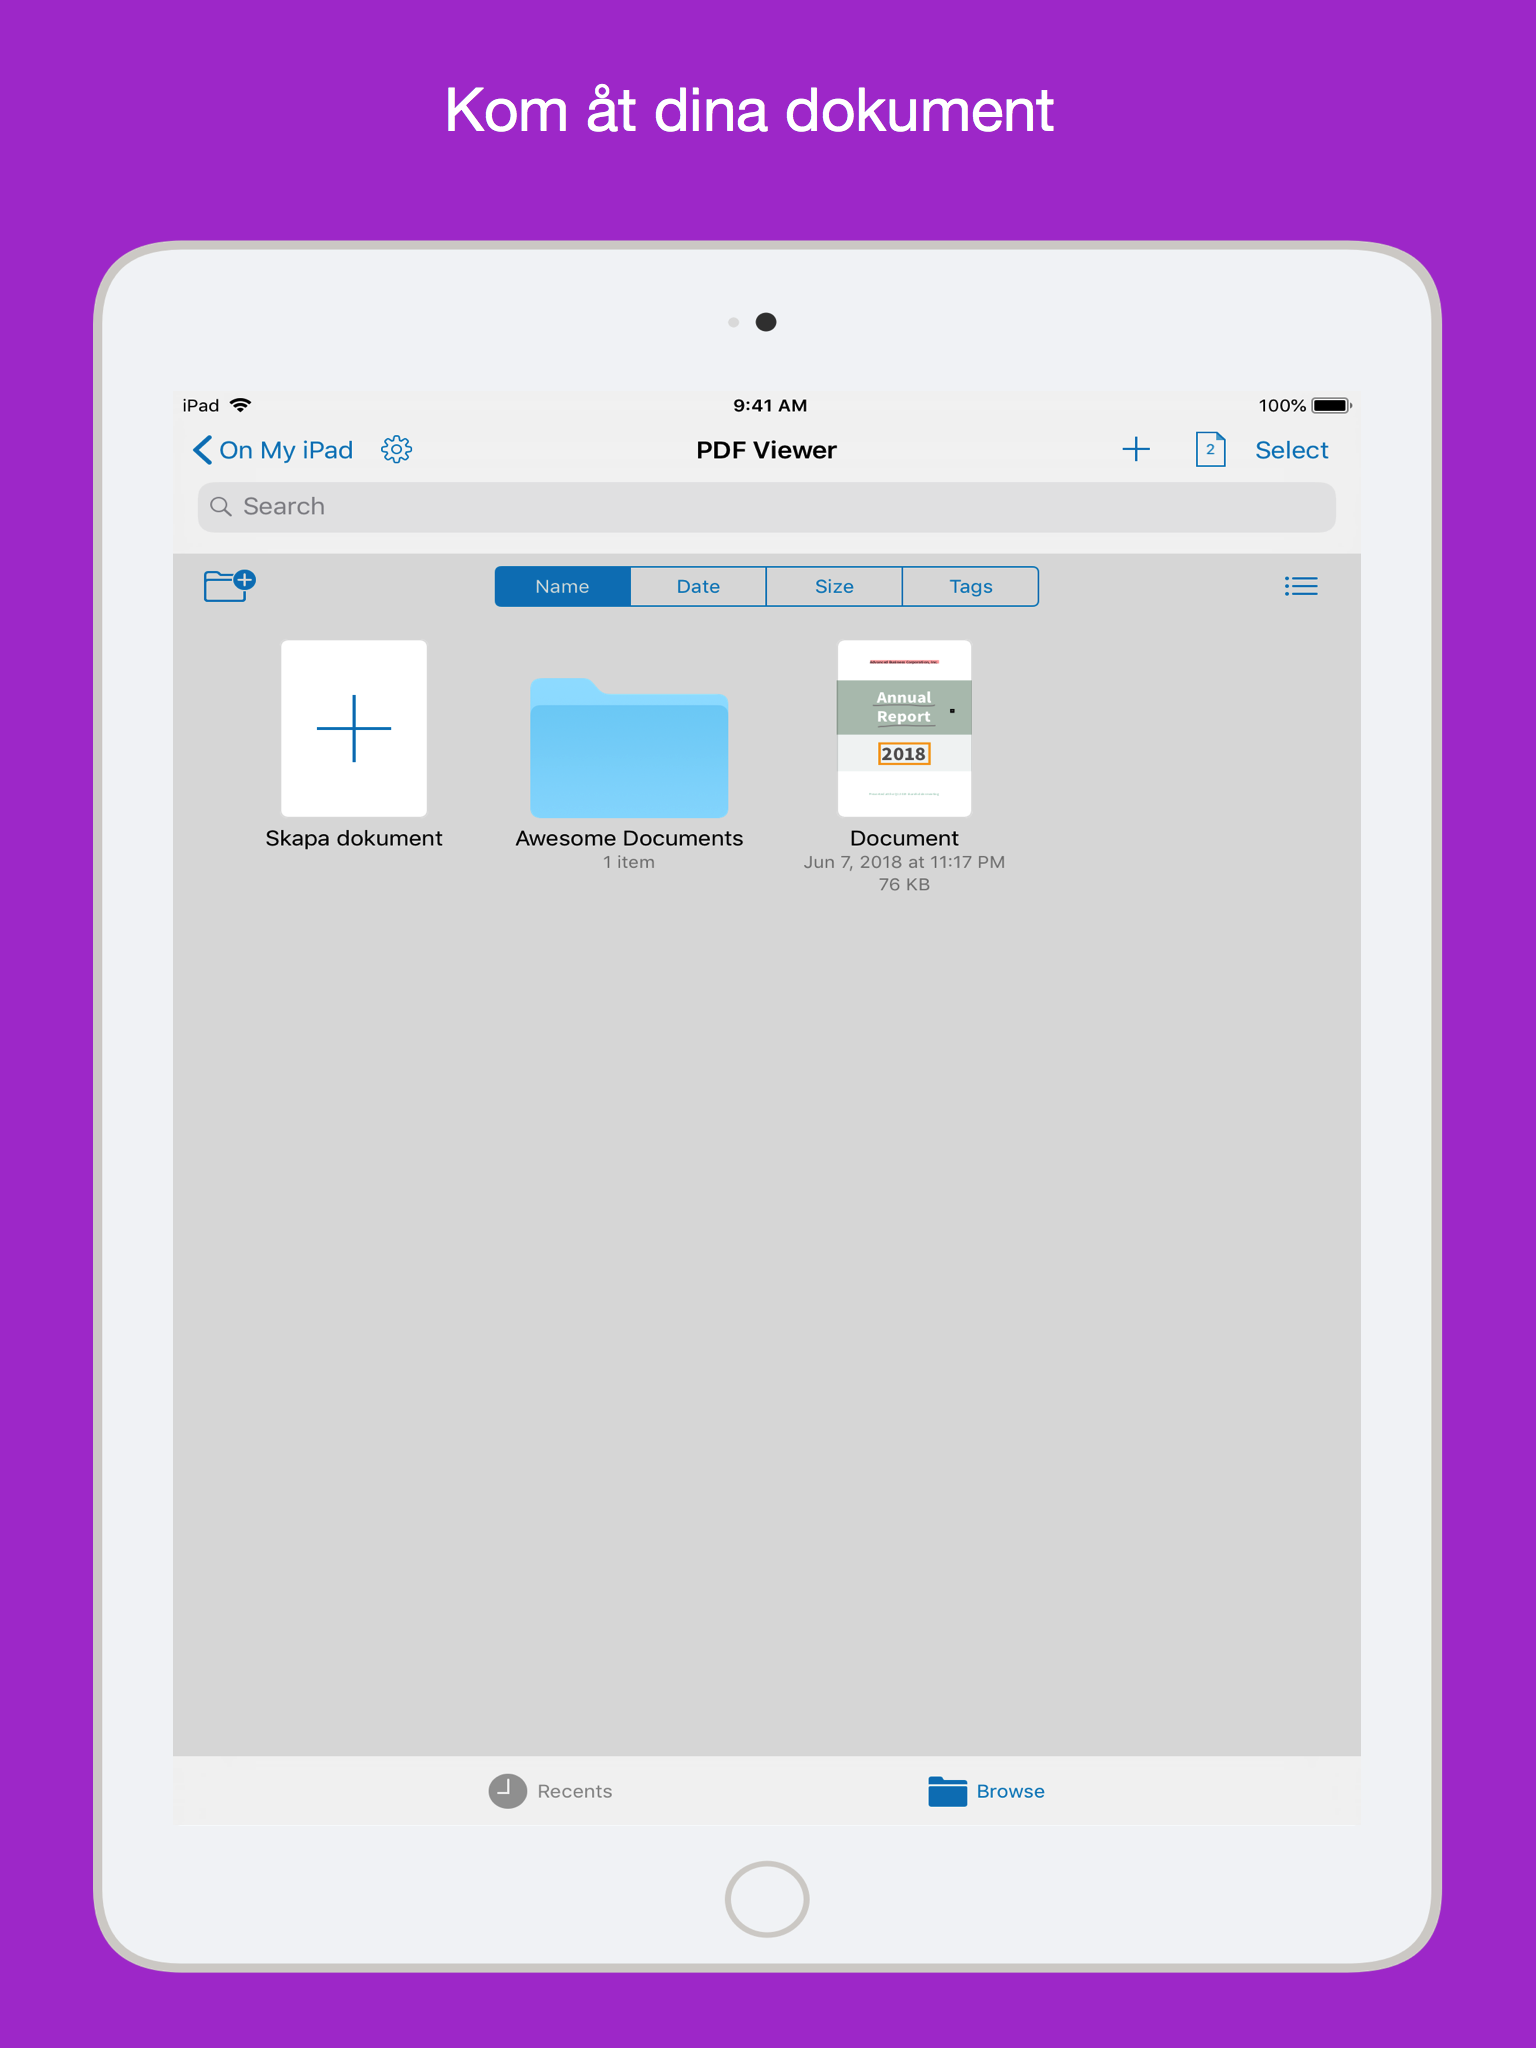 Kom åt dina dokument
iPad 9:41 AM 100%
On My iPad PDF Viewer 2 Select
Search
Name Date Size Tags
Annual
Report
2018
Skapa dokument Awesome Documents Document
1 item Jun 7, 2018 at 11:17 PM
76 KB
Recents Browse